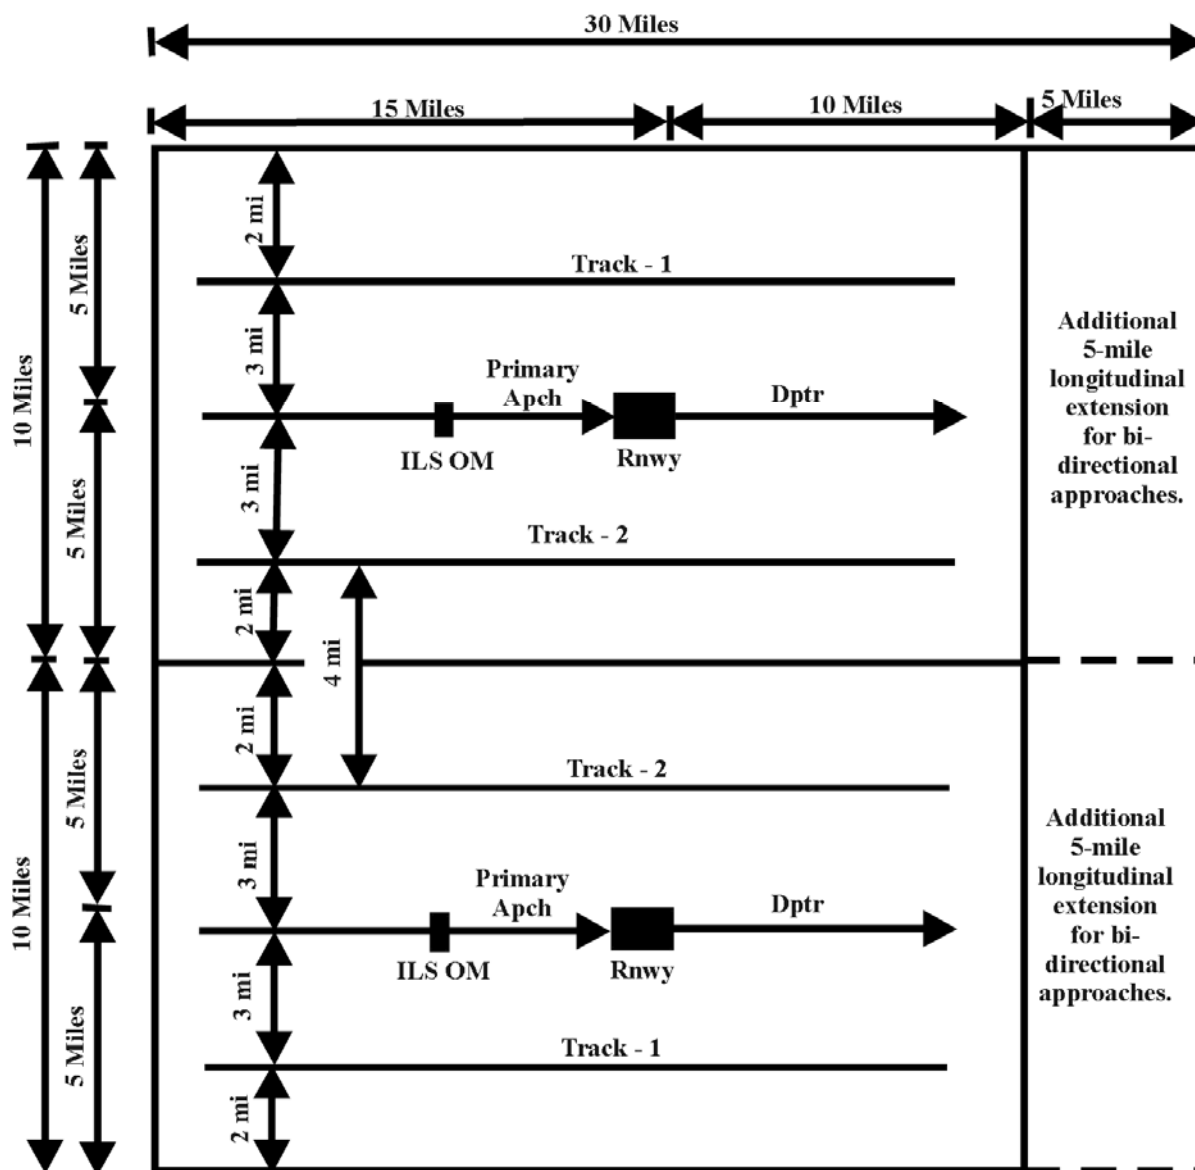 30 Miles
15 Miles
10 Miles
5 Miles
2 mi
Track - 1
5 Miles
3 mi
10 Miles
Primary
Apch
Dptr
ILS OM
Rnwy
Additional
5-mile
longitudinal
extension
for bi-
directional
approaches.
5 Miles
3 mi
Track - 2
2 mi
4 mi
2 mi
Track - 2
5 Miles
3 mi
10 Miles
Primary
Apch
Dptr
ILS OM
Rnwy
Additional
5-mile
longitudinal
extension
for bi-
directional
approaches.
5 Miles
3 mi
Track - 1
2 mi